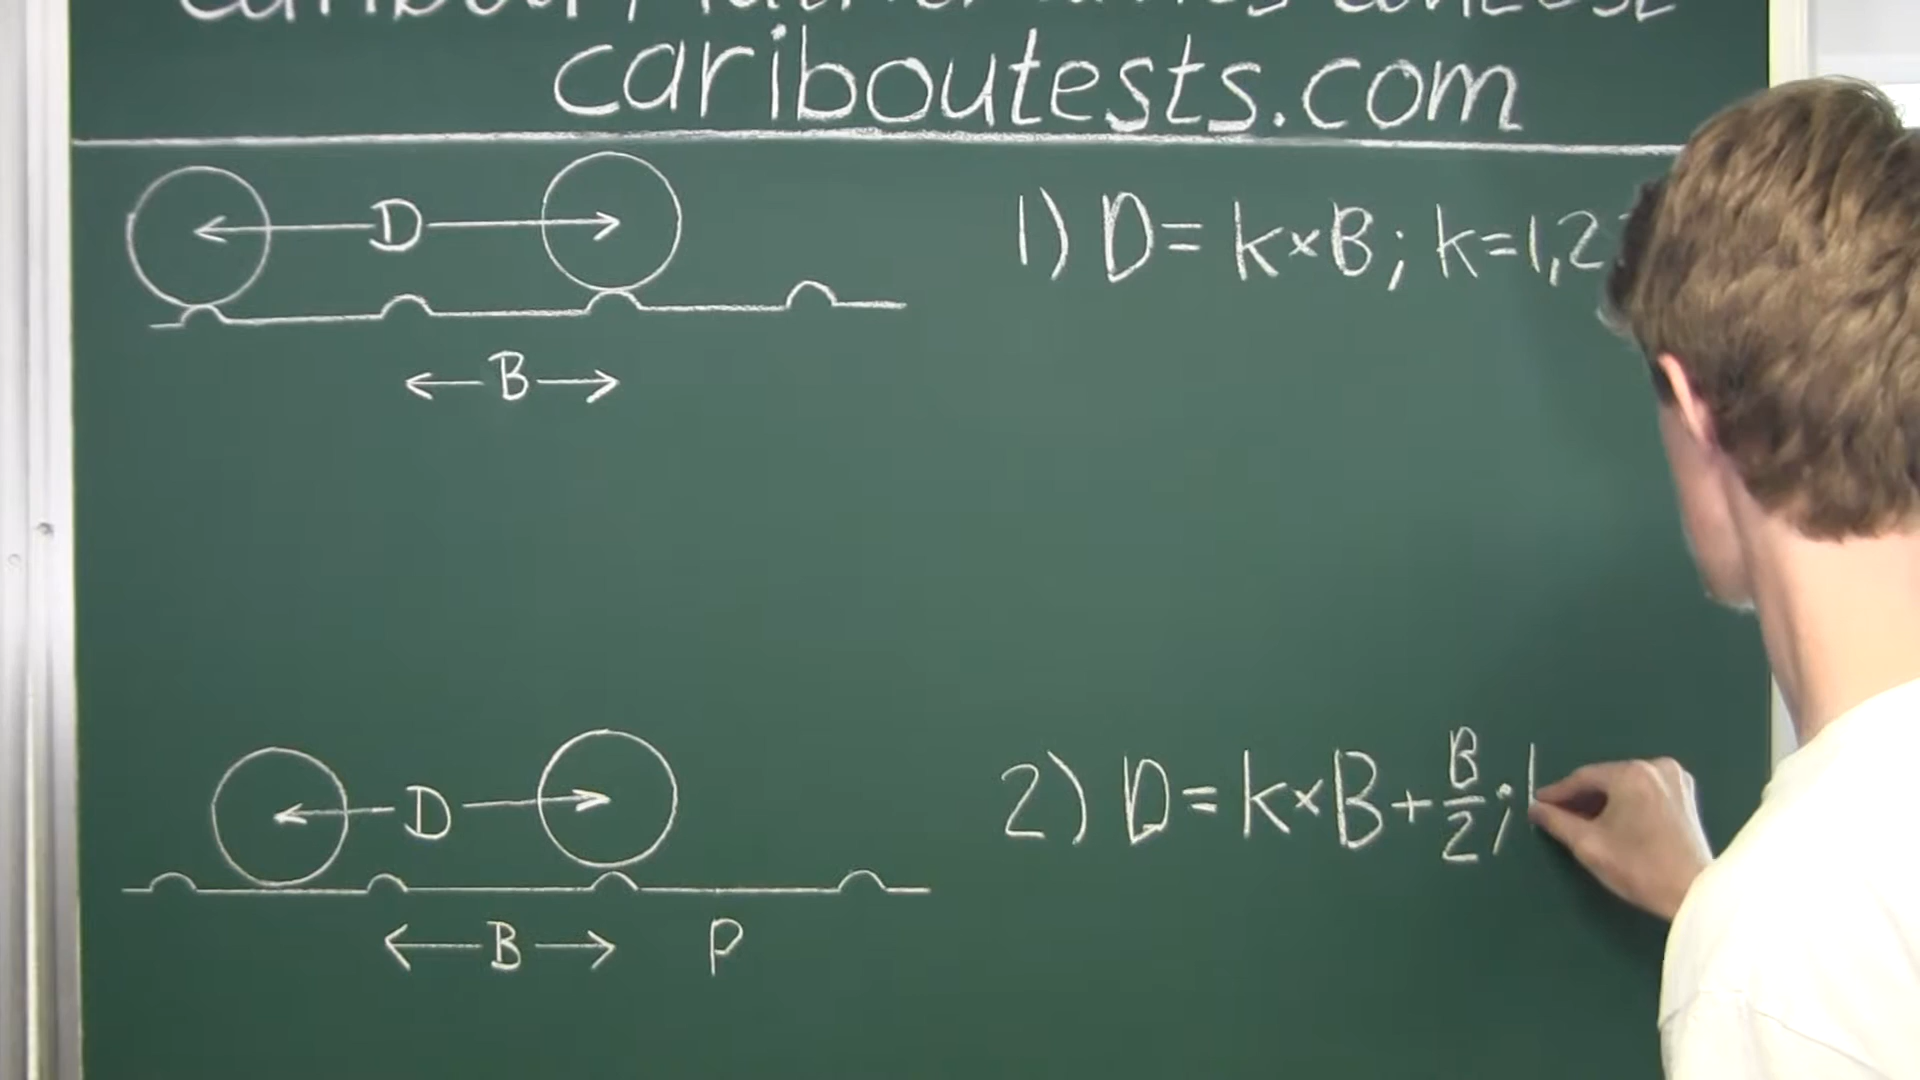 cariboutests.com
D
1) D = k×B; k=1,2
B
D
2) D = k×B + B/2; k
B
P